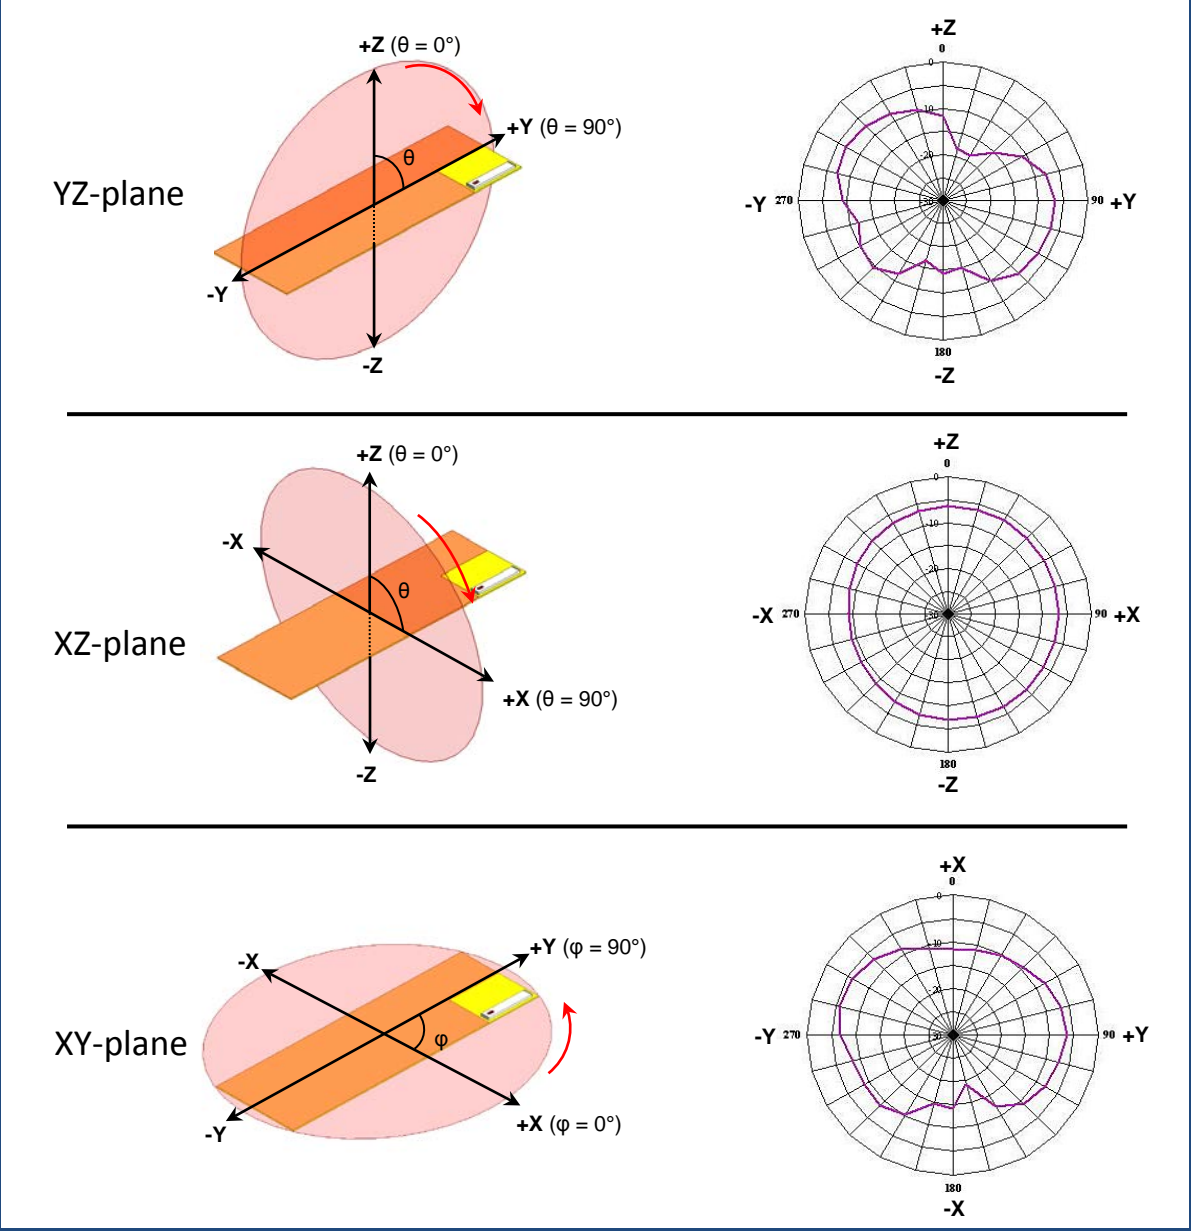 +Z (θ = 0°)
+Y (θ = 90°)
θ
YZ-plane
-Y
-Z
+Z
0
0
-10
-20
-30
-Y 270
90 +Y
180
-Z
+Z (θ = 0°)
-X
θ
XZ-plane
+X (θ = 90°)
-Z
+Z
0
0
-10
-20
-30
-X 270
90 +X
180
-Z
+Y (φ = 90°)
-X
φ
XY-plane
-Y
+X (φ = 0°)
+X
0
0
-10
-20
-30
-Y 270
90 +Y
180
-X